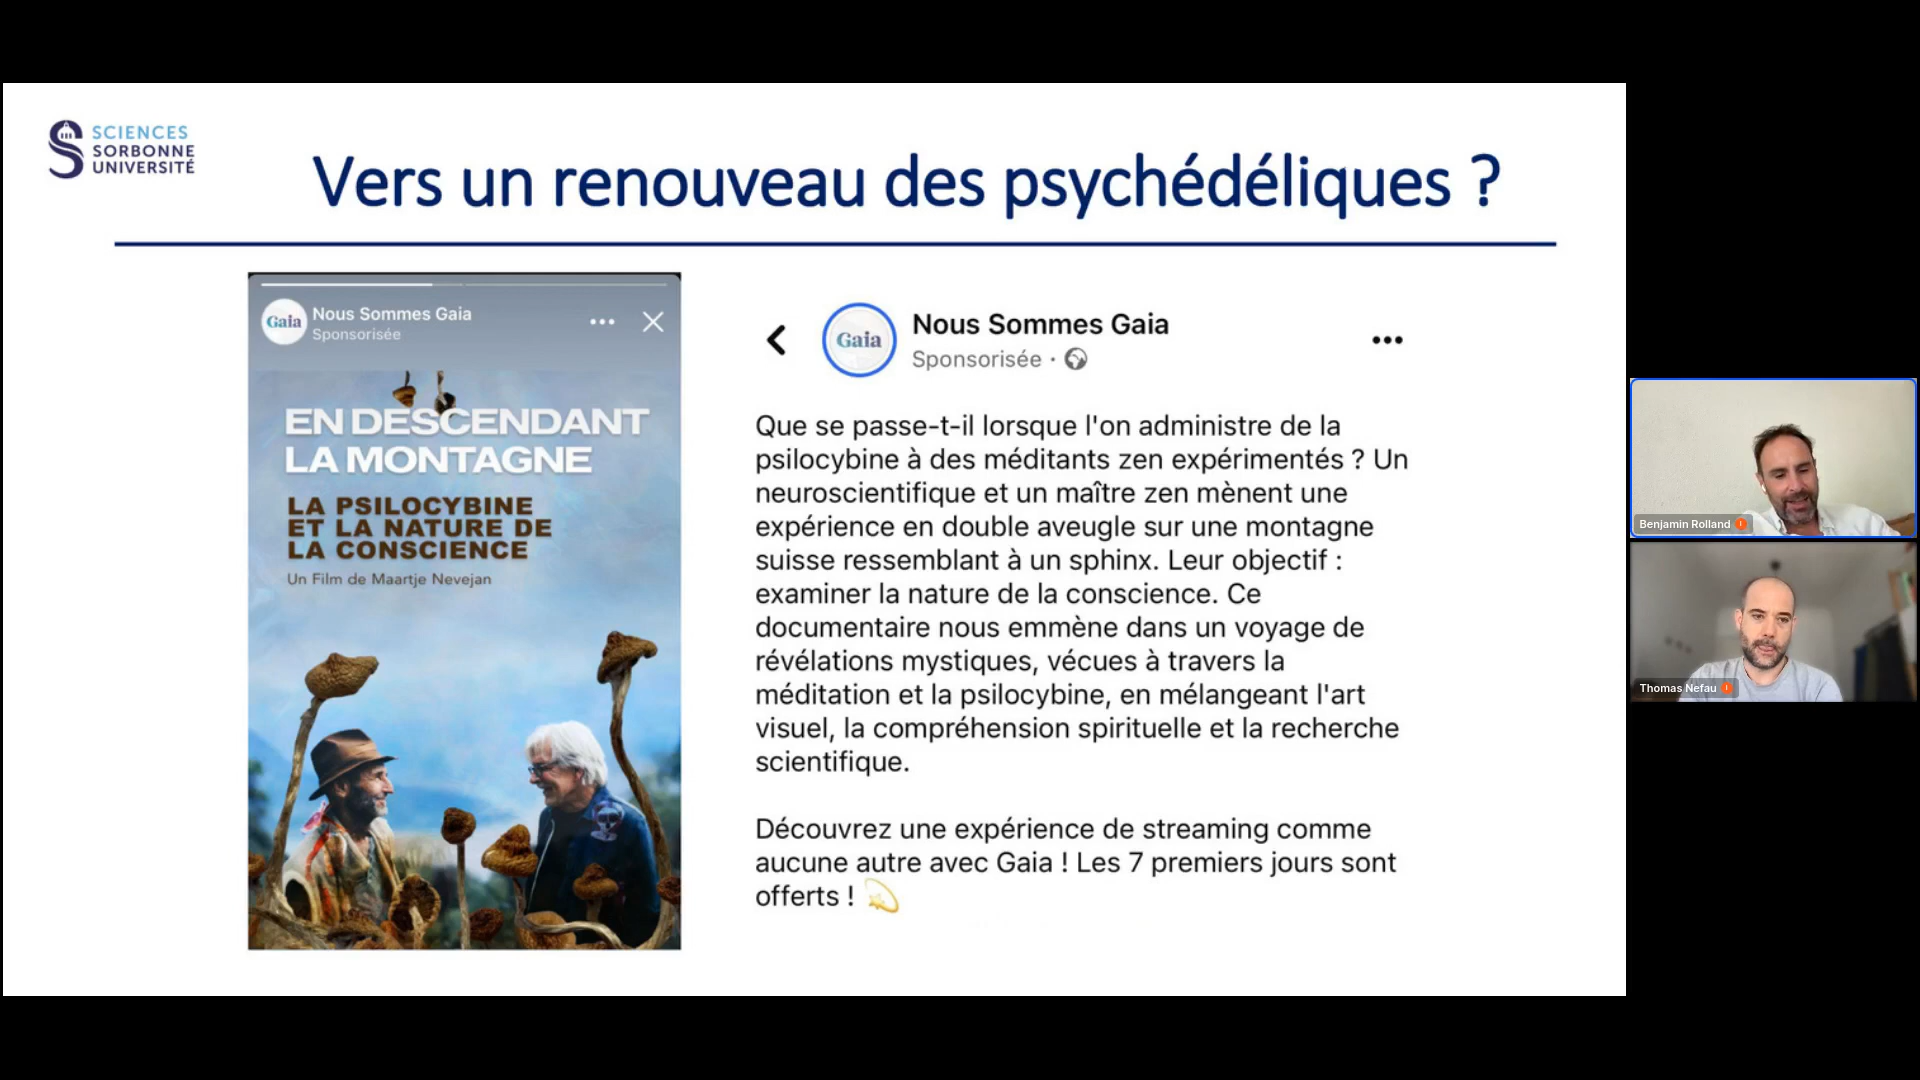 SCIENCES
SORBONNE
UNIVERSITÉ
Vers un renouveau des psychédéliques ?
Gaia
Nous Sommes Gaia
Sponsorisée
EN DESCENDANT
LA MONTAGNE
LA PSILOCYBINE
ET LA NATURE DE
LA CONSCIENCE
Un Film de Maartje Nevejan
Gaia
Nous Sommes Gaia
Sponsorisée ·
Que se passe-t-il lorsque l'on administre de la
psilocybine à des méditants zen expérimentés ? Un
neuroscientifique et un maître zen mènent une
expérience en double aveugle sur une montagne
suisse ressemblant à un sphinx. Leur objectif :
examiner la nature de la conscience. Ce
documentaire nous emmène dans un voyage de
révélations mystiques, vécues à travers la
méditation et la psilocybine, en mélangeant l'art
visuel, la compréhension spirituelle et la recherche
scientifique.
Découvrez une expérience de streaming comme
aucune autre avec Gaia ! Les 7 premiers jours sont
offerts ! 💫
Benjamin Rolland
Thomas Nefau